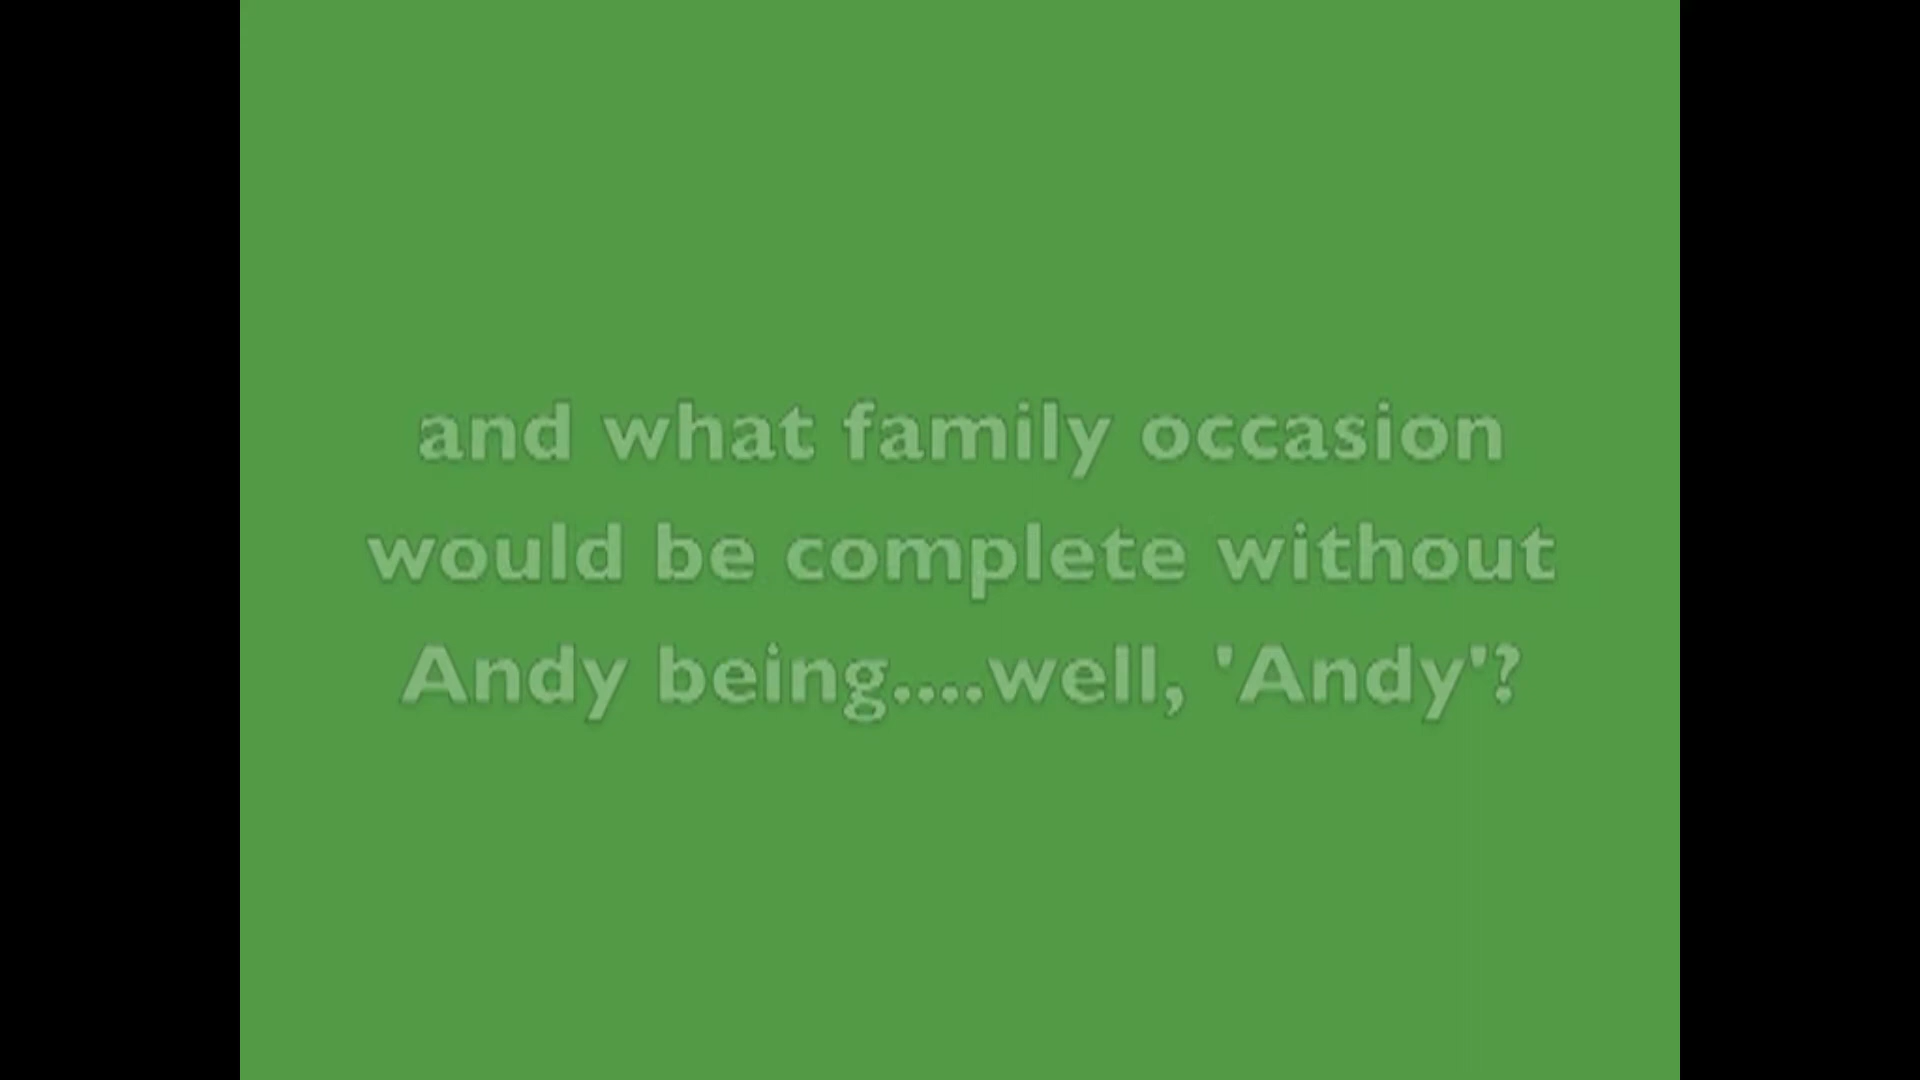 and what family occasion
would be complete without
Andy being....well, 'Andy'?